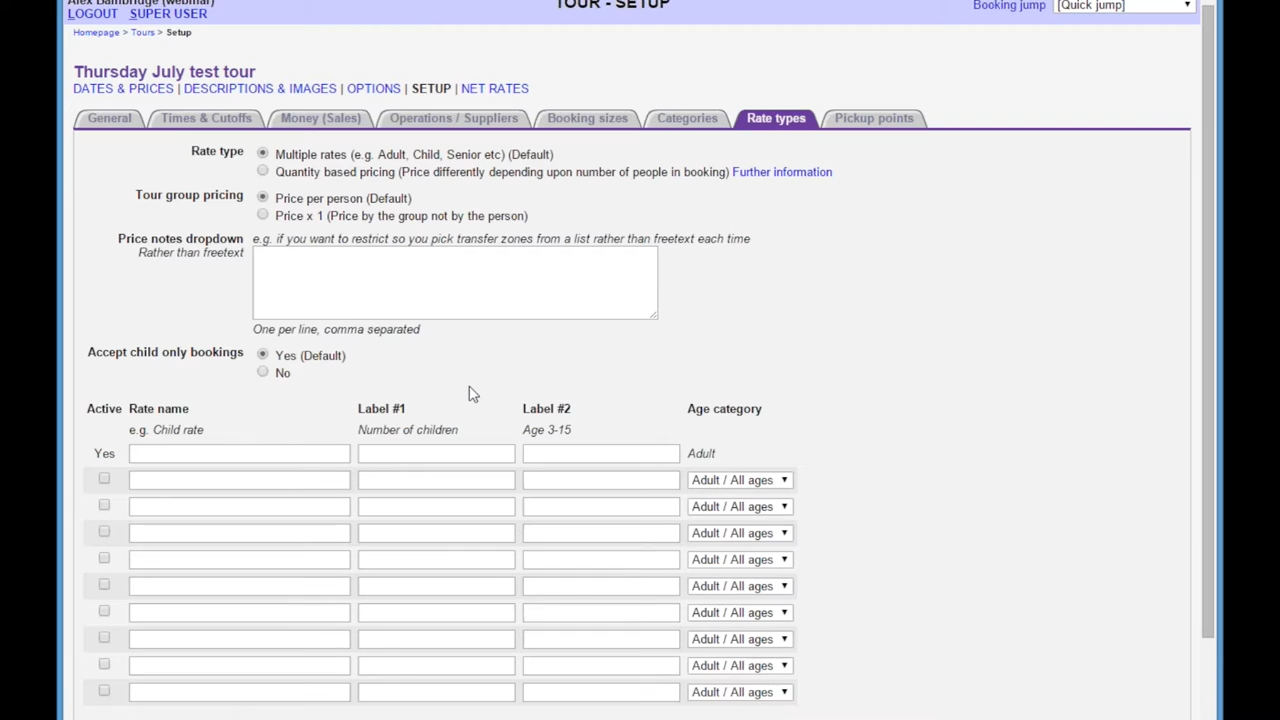 Alex Bainbridge (webinar)
TOUR - SETUP
Booking jump [Quick jump]
LOGOUT SUPER USER
Homepage > Tours > Setup
Thursday July test tour
DATES & PRICES | DESCRIPTIONS & IMAGES | OPTIONS | SETUP | NET RATES
General Times & Cutoffs Money (Sales) Operations / Suppliers Booking sizes Categories Rate types Pickup points
Rate type Multiple rates (e.g. Adult, Child, Senior etc) (Default)
Quantity based pricing (Price differently depending upon number of people in booking) Further information
Tour group pricing Price per person (Default)
Price x 1 (Price by the group not by the person)
Price notes dropdown e.g. if you want to restrict so you pick transfer zones from a list rather than freetext each time
Rather than freetext
One per line, comma separated
Accept child only bookings Yes (Default)
No
Active Rate name Label #1 Label #2 Age category
e.g. Child rate Number of children Age 3-15
Yes Adult
Adult / All ages
Adult / All ages
Adult / All ages
Adult / All ages
Adult / All ages
Adult / All ages
Adult / All ages
Adult / All ages
Adult / All ages